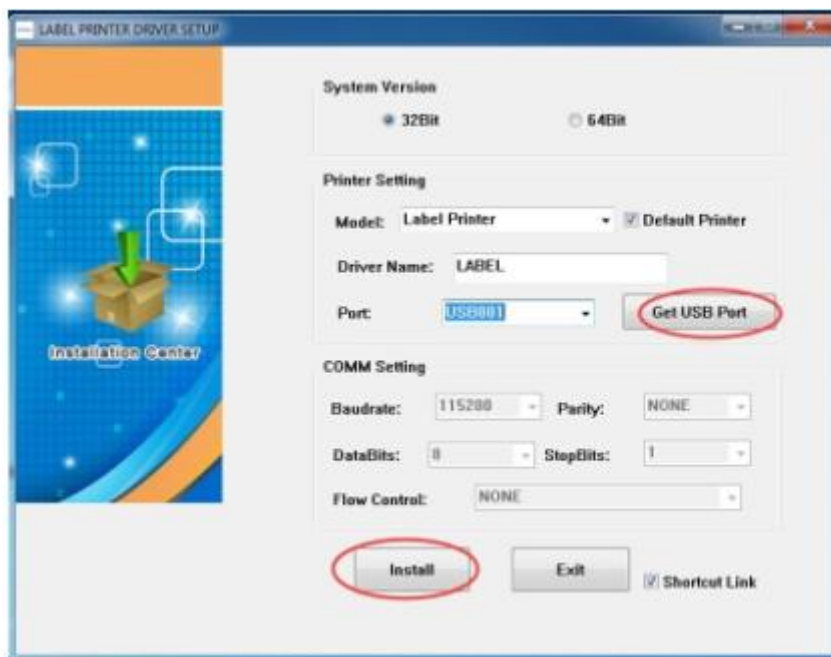 LABEL PRINTER DRIVER SETUP
System Version
32Bit 64Bit
Printer Setting
Model: Label Printer Default Printer
Driver Name: LABEL
Port: USB001 Get USB Port
Installation Center
COMM Setting
Baudrate: 115200 Parity: NONE
DataBits: 8 StopBits: 1
Flow Control: NONE
Install Exit Shortcut Link